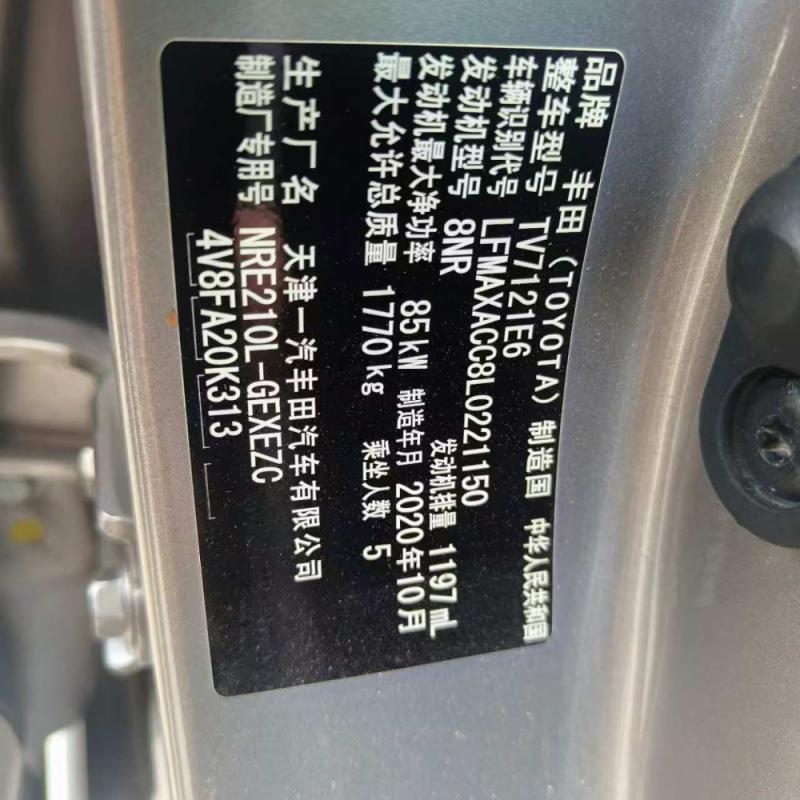 品牌 丰田（TOYOTA） 制造国 中华人民共和国
整车型号 TV7121E6
车辆识别代号 LFMAXACC8L0221150
发动机型号 8NR 发动机排量 1197mL
发动机最大净功率 85kW 制造年月 2020年10月
最大允许总质量 1770kg 乘坐人数 5
生产厂名 天津一汽丰田汽车有限公司
制造厂专用号 NRE210L-GEXEZC
4V8FA20K313